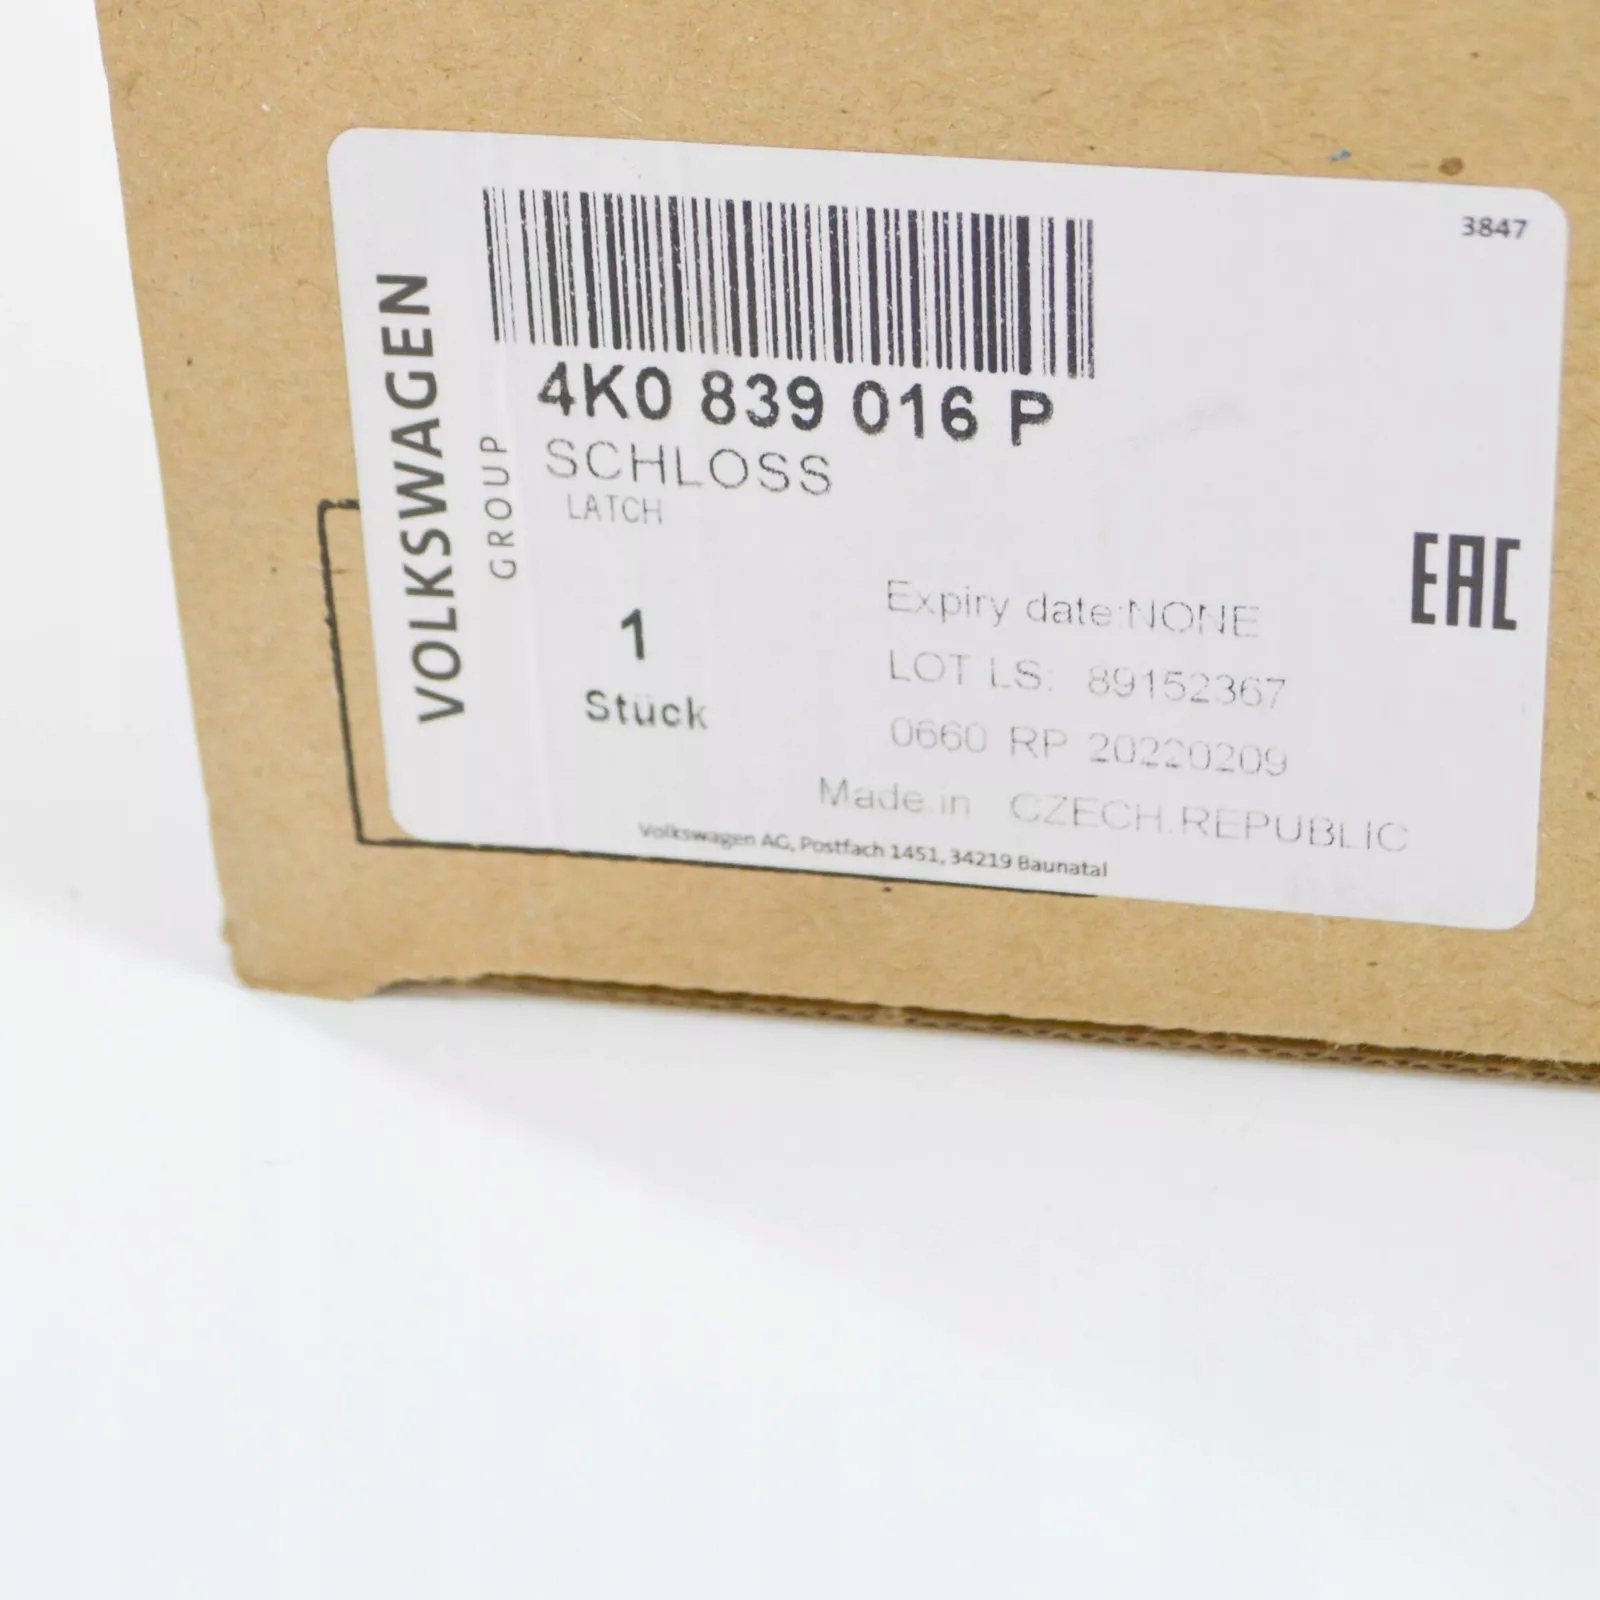 3847
VOLKSWAGEN
GROUP
4K0 839 016 P
SCHLOSS
LATCH
1
Stück
EAC
Expiry date:NONE
LOT LS: 89152367
0660 RP 20220209
Made in CZECH.REPUBLIC
Volkswagen AG, Postfach 1451, 34219 Baunatal